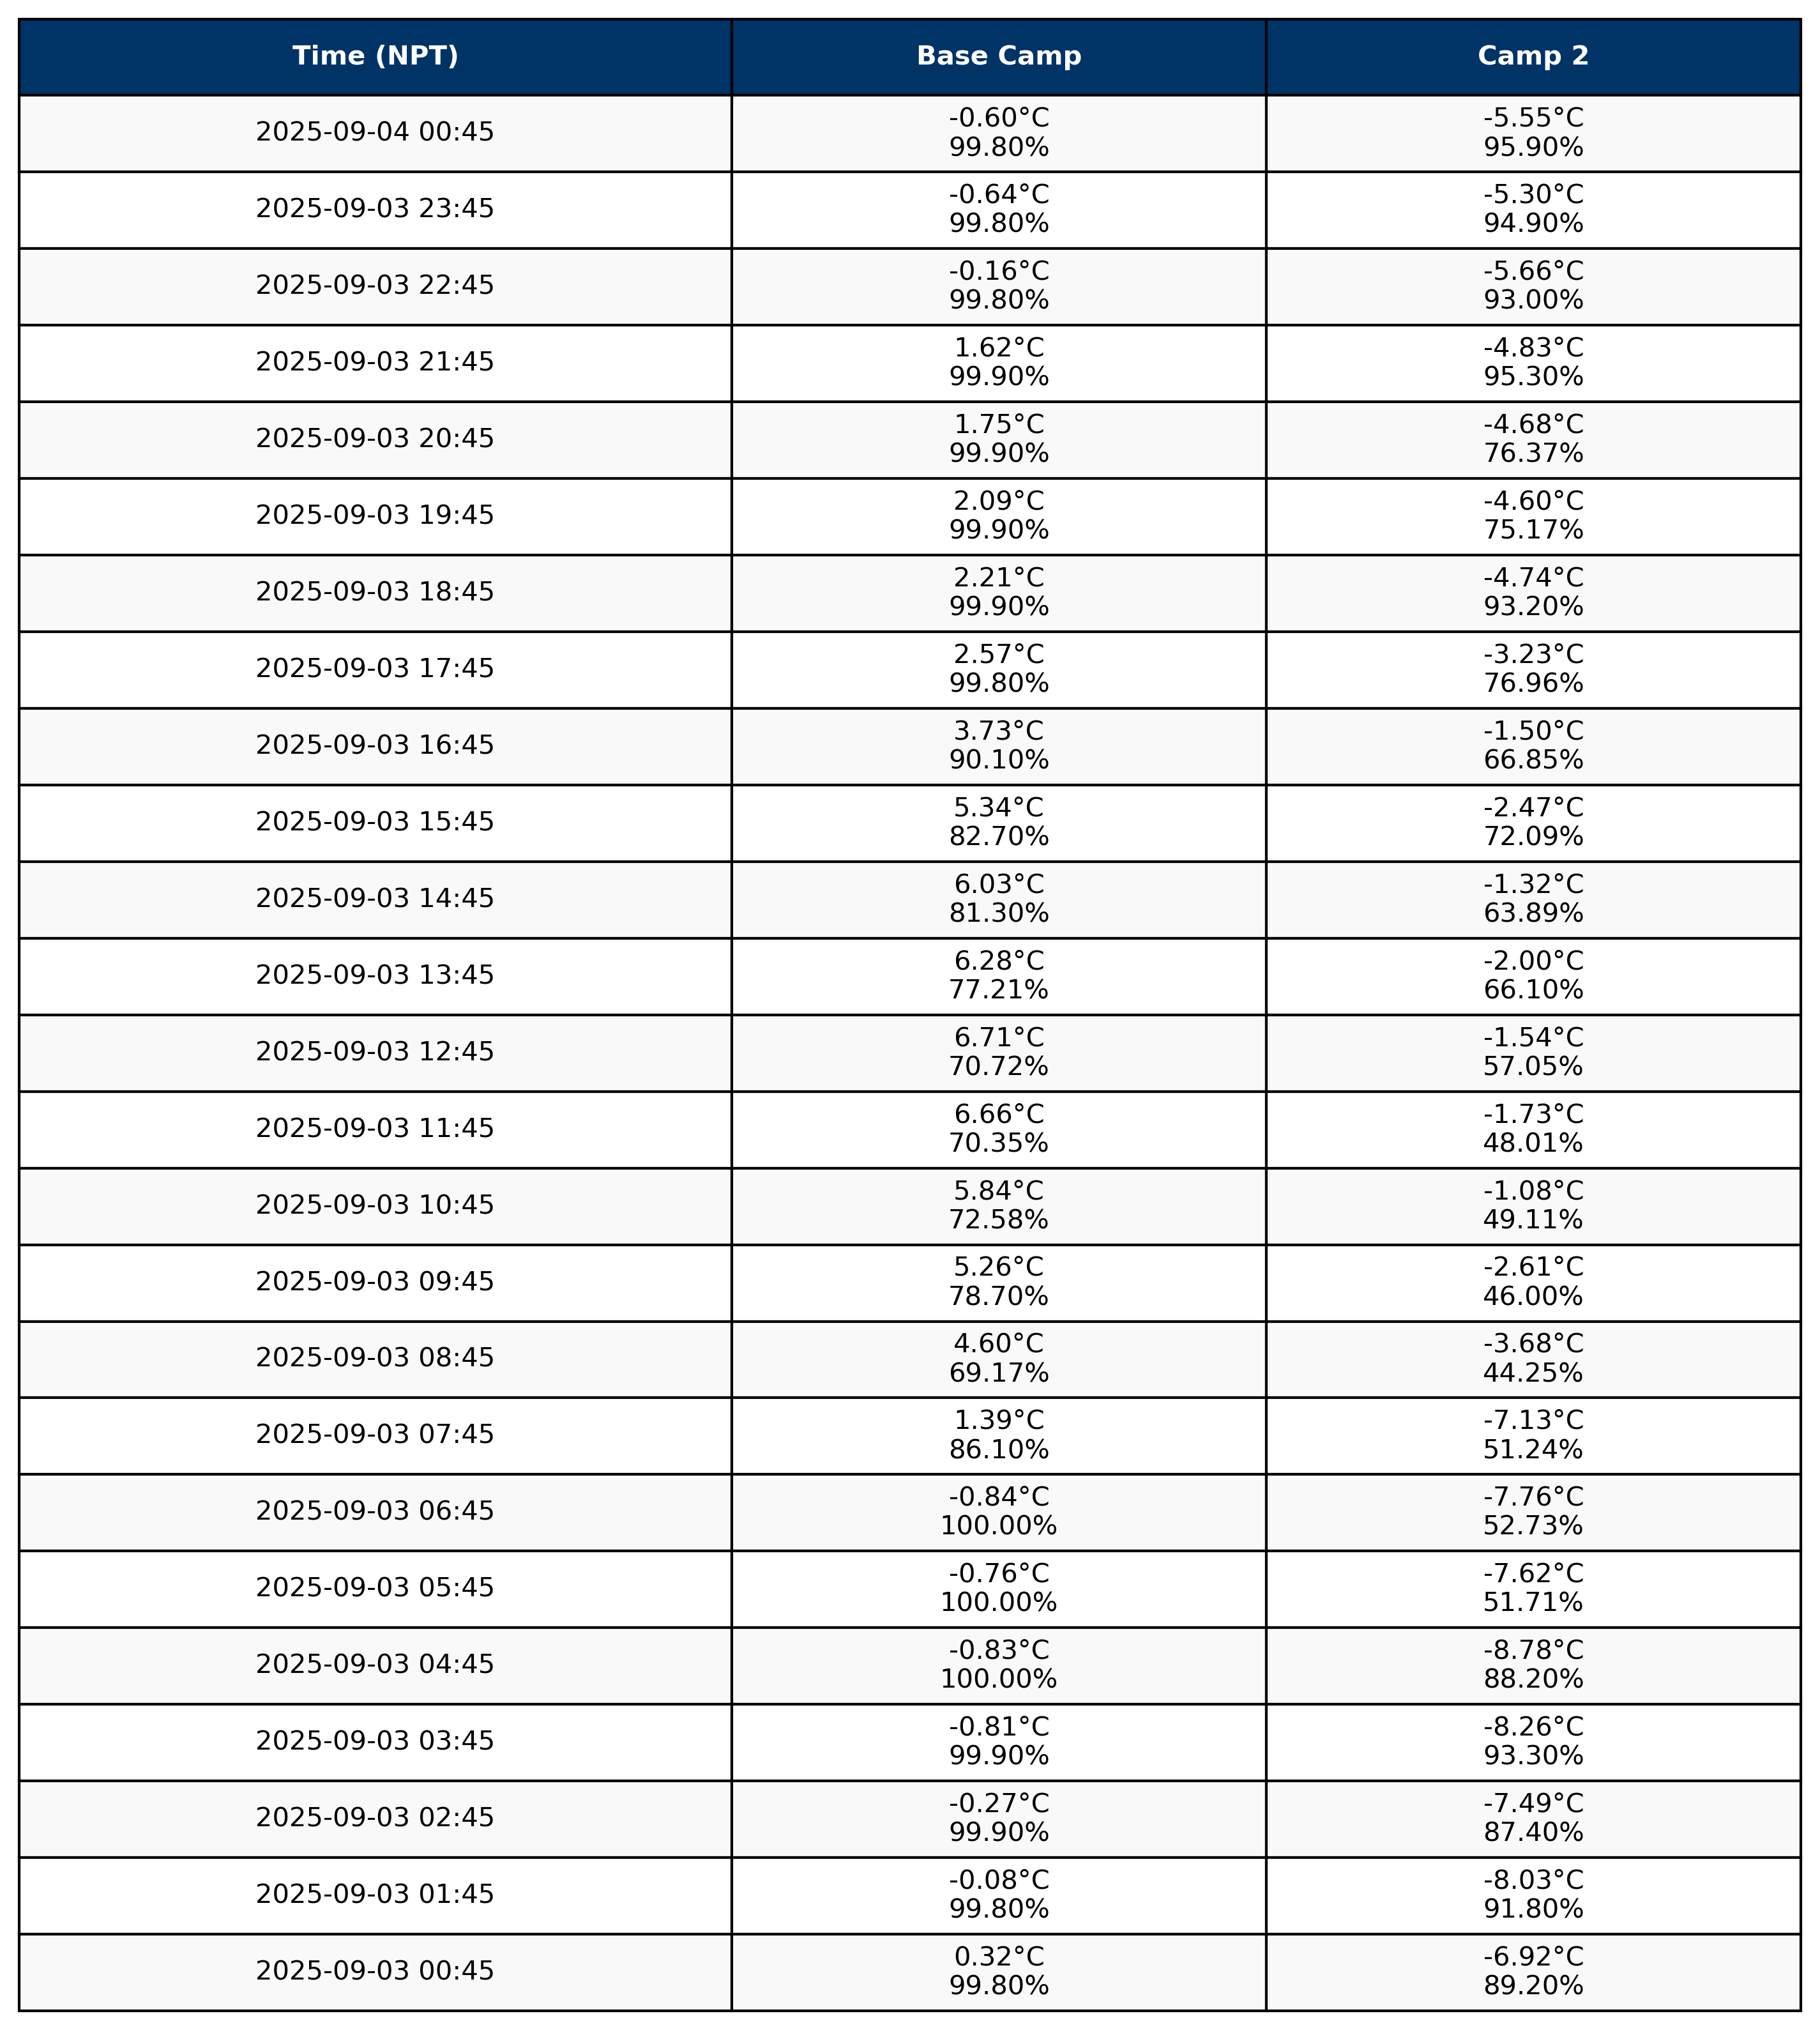 Time (NPT) Base Camp Camp 2
2025-09-04 00:45 -0.60°C -5.55°C
99.80% 95.90%
2025-09-03 23:45 -0.64°C -5.30°C
99.80% 94.90%
2025-09-03 22:45 -0.16°C -5.66°C
99.80% 93.00%
2025-09-03 21:45 1.62°C -4.83°C
99.90% 95.30%
2025-09-03 20:45 1.75°C -4.68°C
99.90% 76.37%
2025-09-03 19:45 2.09°C -4.60°C
99.90% 75.17%
2025-09-03 18:45 2.21°C -4.74°C
99.90% 93.20%
2025-09-03 17:45 2.57°C -3.23°C
99.80% 76.96%
2025-09-03 16:45 3.73°C -1.50°C
90.10% 66.85%
2025-09-03 15:45 5.34°C -2.47°C
82.70% 72.09%
2025-09-03 14:45 6.03°C -1.32°C
81.30% 63.89%
2025-09-03 13:45 6.28°C -2.00°C
77.21% 66.10%
2025-09-03 12:45 6.71°C -1.54°C
70.72% 57.05%
2025-09-03 11:45 6.66°C -1.73°C
70.35% 48.01%
2025-09-03 10:45 5.84°C -1.08°C
72.58% 49.11%
2025-09-03 09:45 5.26°C -2.61°C
78.70% 46.00%
2025-09-03 08:45 4.60°C -3.68°C
69.17% 44.25%
2025-09-03 07:45 1.39°C -7.13°C
86.10% 51.24%
2025-09-03 06:45 -0.84°C -7.76°C
100.00% 52.73%
2025-09-03 05:45 -0.76°C -7.62°C
100.00% 51.71%
2025-09-03 04:45 -0.83°C -8.78°C
100.00% 88.20%
2025-09-03 03:45 -0.81°C -8.26°C
99.90% 93.30%
2025-09-03 02:45 -0.27°C -7.49°C
99.90% 87.40%
2025-09-03 01:45 -0.08°C -8.03°C
99.80% 91.80%
2025-09-03 00:45 0.32°C -6.92°C
99.80% 89.20%